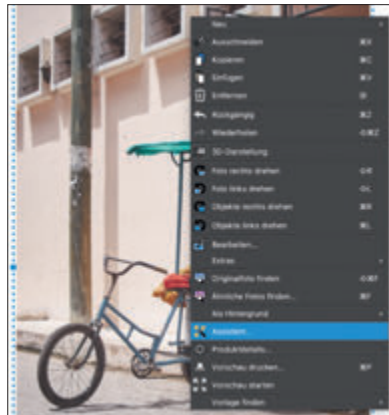 Neu
Ausschneiden ⌘X
Kopieren ⌘C
Einfügen ⌘V
Entfernen
Rückgängig ⌘Z
Wiederholen ⇧⌘Z
3D-Darstellung
Foto rechts drehen
Foto links drehen
Objekte rechts drehen ⌘R
Objekte links drehen ⌘L
Bearbeiten...
Extras
Originalfoto finden
Ähnliche Fotos finden...
Als Hintergrund
Assistent...
Produktdetails...
Vorschau drucken... ⌘P
Vorschau starten
Vorlage finden